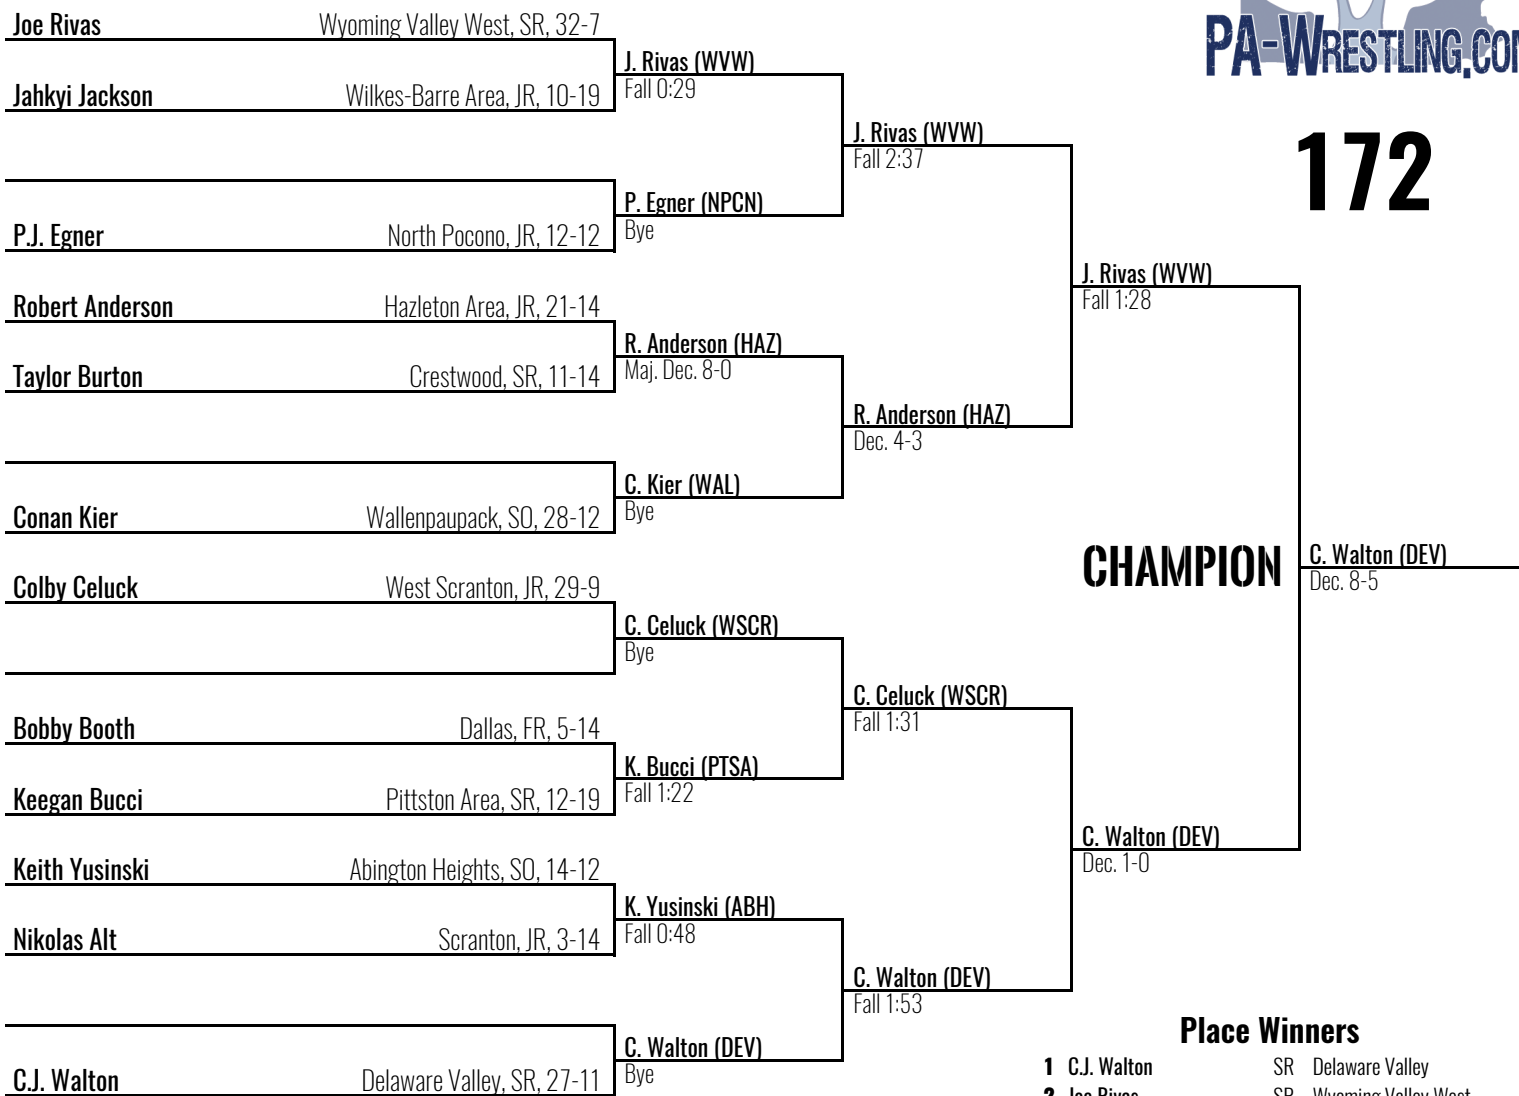 Joe Rivas Wyoming Valley West, SR, 32-7
PA-WRESTLING.COM
J. Rivas (WVW)
Fall 0:29
Jahkyi Jackson Wilkes-Barre Area, JR, 10-19
J. Rivas (WVW)
Fall 2:37
172
P. Egner (NPCN)
Bye
P.J. Egner North Pocono, JR, 12-12
J. Rivas (WVW)
Fall 1:28
Robert Anderson Hazleton Area, JR, 21-14
R. Anderson (HAZ)
Maj. Dec. 8-0
Taylor Burton Crestwood, SR, 11-14
R. Anderson (HAZ)
Dec. 4-3
C. Kier (WAL)
Bye
Conan Kier Wallenpaupack, SO, 28-12
CHAMPION
C. Walton (DEV)
Dec. 8-5
Colby Celuck West Scranton, JR, 29-9
C. Celuck (WSCR)
Bye
C. Celuck (WSCR)
Fall 1:31
Bobby Booth Dallas, FR, 5-14
K. Bucci (PTSA)
Fall 1:22
Keegan Bucci Pittston Area, SR, 12-19
C. Walton (DEV)
Dec. 1-0
Keith Yusinski Abington Heights, SO, 14-12
K. Yusinski (ABH)
Fall 0:48
Nikolas Alt Scranton, JR, 3-14
C. Walton (DEV)
Fall 1:53
C. Walton (DEV)
Bye
C.J. Walton Delaware Valley, SR, 27-11
Place Winners
1 C.J. Walton SR Delaware Valley
2 Joe Rivas SR Wyoming Valley West